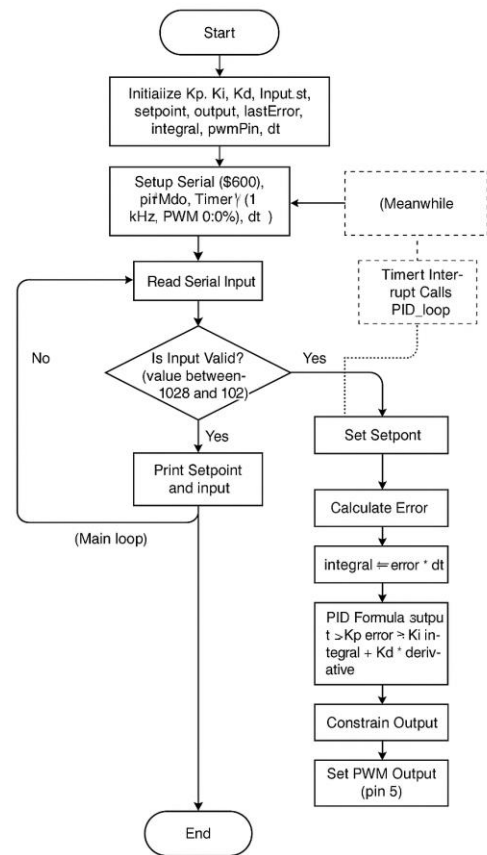 Start
Initiaiize Kp. Ki, Kd, Input.st,
setpoint, output, lastError,
integral, pwmPin, dt
Setup Serial ($600),
(1
kHz, PWM 0:0%), dt )
(Meanwhile
Timert Inter-
rupt Calls
PID_loop
Read Serial Input
No
Is Input Valid?
(value between-
1028 and 102)
Yes
Yes
Set Setpont
Print Setpoint
and input
(Main loop)
Calculate Error
integral = error * dt
PID Formula
Kp error Ki in-
tegral + Kd * deriv-
ative
Constrain Output
Set PWM Output
(pin 5)
End